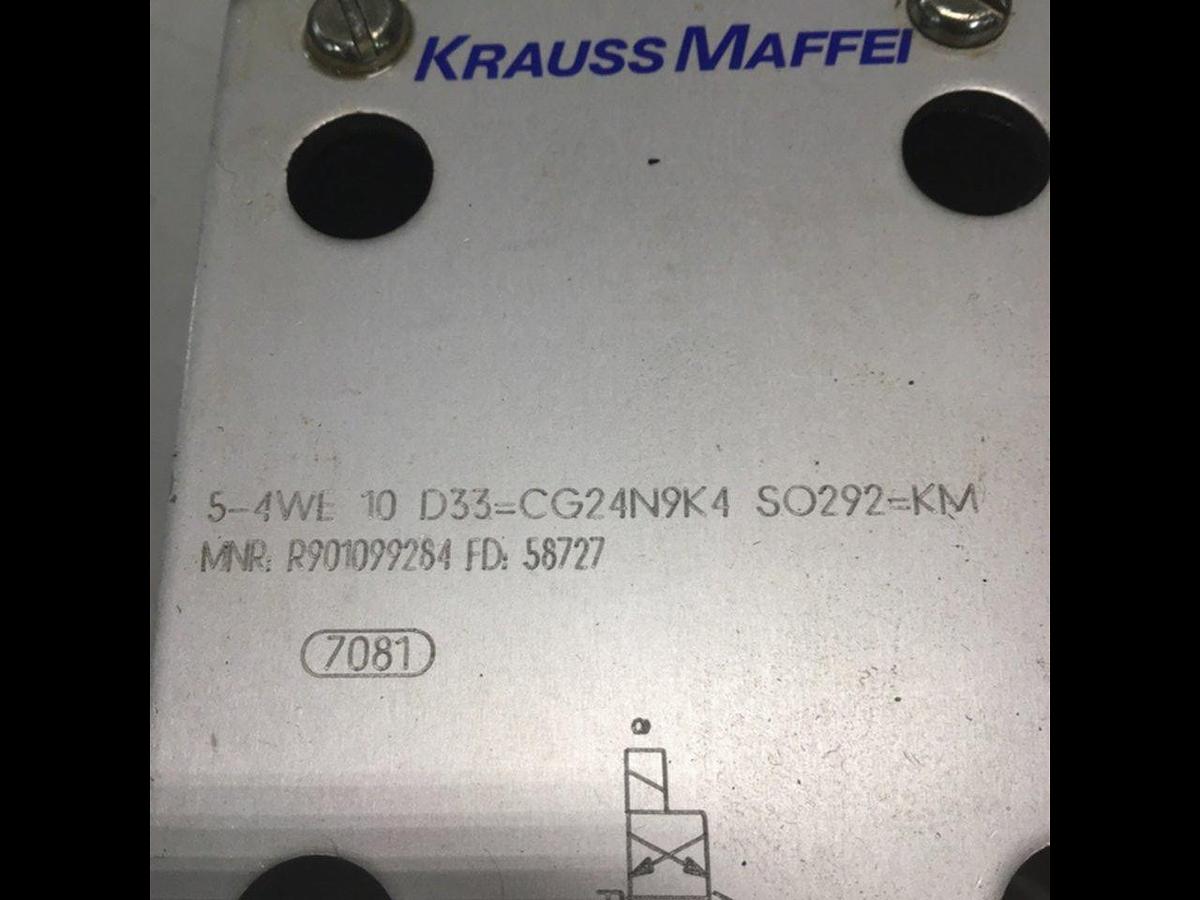 KRAUSS MAFFEI
5-4WE 10 D33=CG24N9K4 SO292=KM
MNR: R901099284 FD: 58727
7081
a